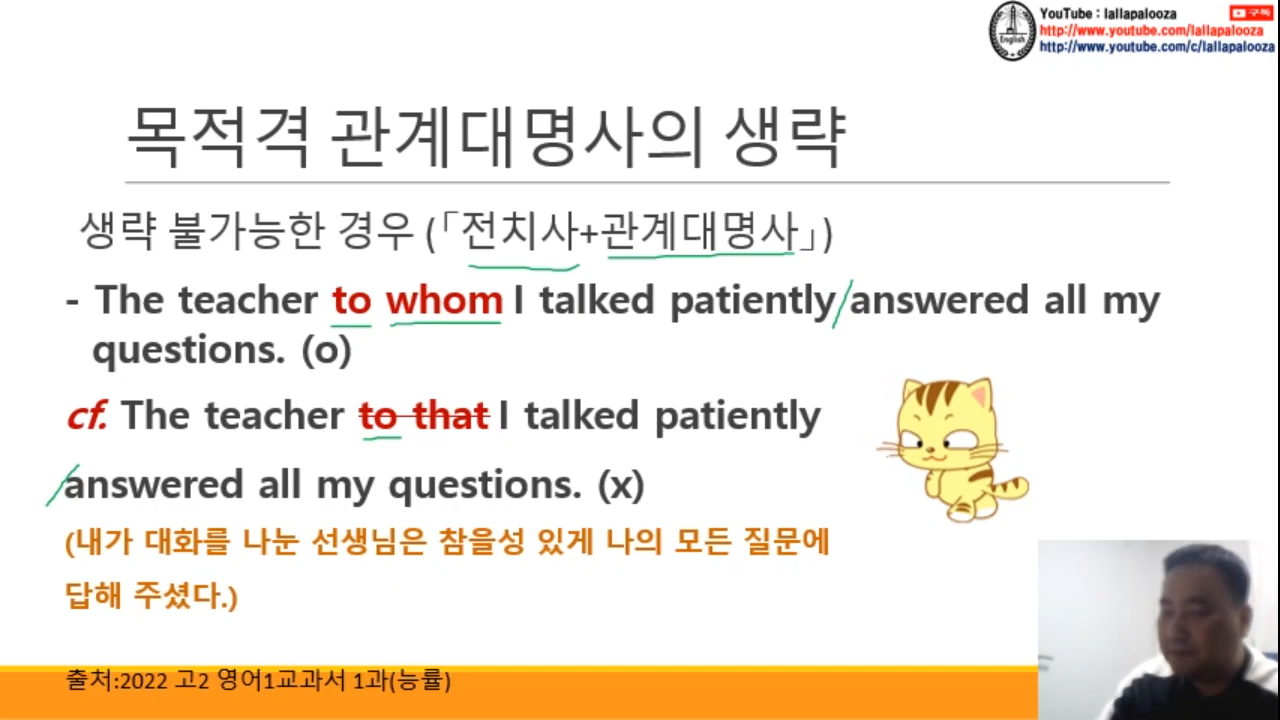 YouTube : lallapalooza
구독
http://www.youtube.com/lallapalooza
http://www.youtube.com/c/lallapalooza
English
목적격 관계대명사의 생략
생략 불가능한 경우 (「전치사+관계대명사」)
- The teacher to whom I talked patiently/answered all my
questions. (o)
cf. The teacher to that I talked patiently
/answered all my questions. (x)
(내가 대화를 나눈 선생님은 참을성 있게 나의 모든 질문에
답해 주셨다.)
출처:2022 고2 영어1교과서 1과(능률)